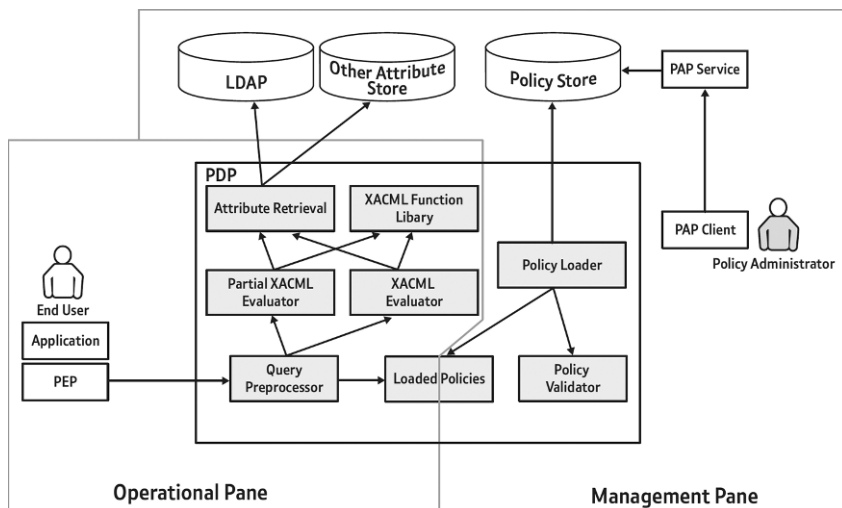 LDAP
Other Attribute
Store
Policy Store
PAP Service
PDP
Attribute Retrieval
XACML Function
Libary
PAP Client
Policy Administrator
Policy Loader
Partial XACML
Evaluator
XACML
Evaluator
End User
Application
PEP
Query
Preprocessor
Loaded Policies
Policy
Validator
Operational Pane
Management Pane